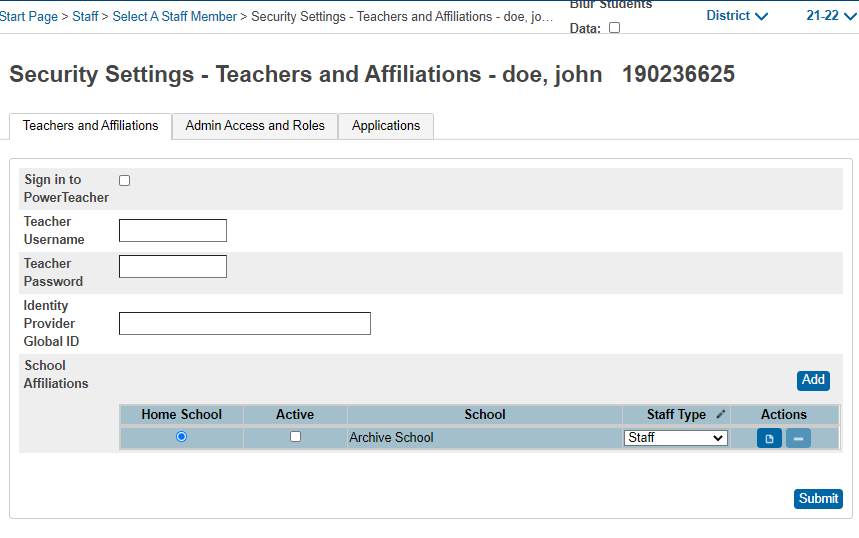 Blur Students
Start Page > Staff > Select A Staff Member > Security Settings - Teachers and Affiliations - doe, jo...
Data:
District
21-22
Security Settings - Teachers and Affiliations - doe, john 190236625
Teachers and Affiliations
Admin Access and Roles
Applications
Sign in to
PowerTeacher
Teacher
Username
Teacher
Password
Identity
Provider
Global ID
School
Affiliations
Add
Home School Active School Staff Type Actions
Archive School Staff
Submit